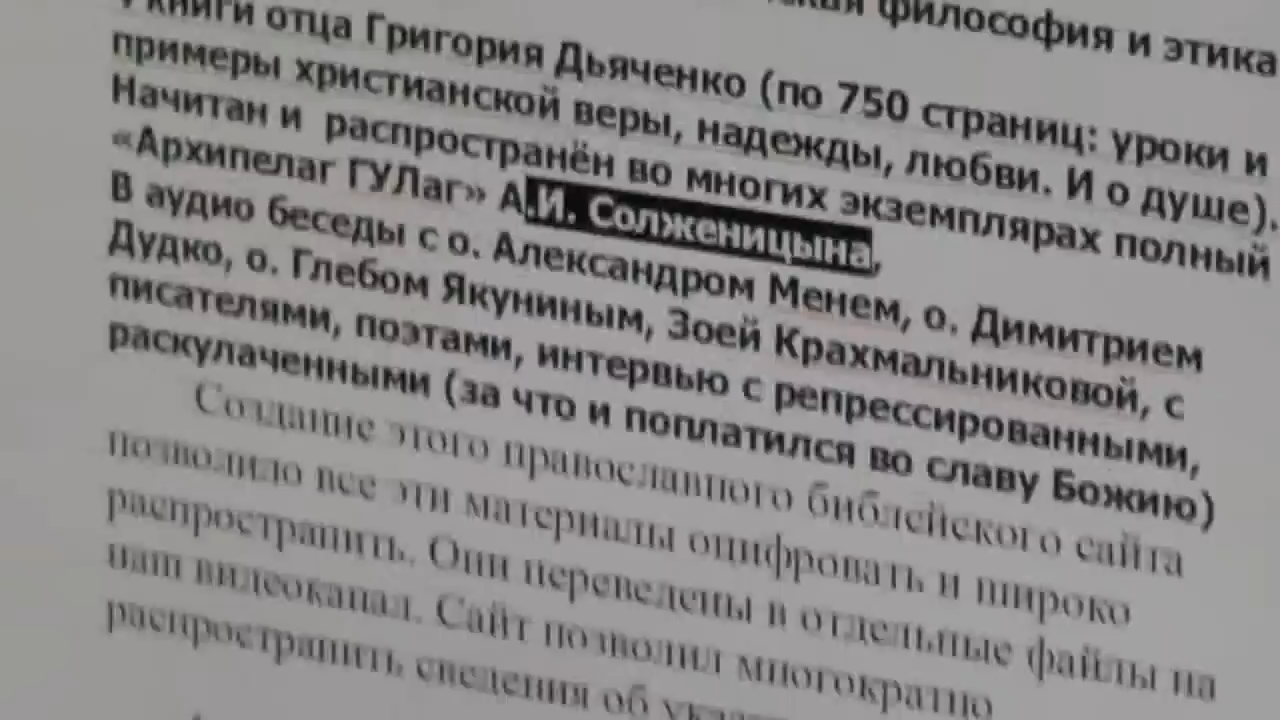 философия и этика
книги отца Григория Дьяченко (по 750 страниц: уроки и
примеры христианской веры, надежды, любви. И о душе).
Начитан и распространён во многих экземплярах полный
«Архипелаг ГУЛаг» А.И. Солженицына,
В аудио беседы с о. Александром Менем, о. Димитрием
Дудко, о. Глебом Якуниным, Зоей Крахмальниковой, с
писателями, поэтами, интервью с репрессированными,
раскулаченными (за что и поплатился во славу Божию)
Создание этого православного библейского сайта
позволило все эти материалы оцифровать и широко
распространить. Они переведены в отдельные файлы на
наш видеоканал. Сайт позволил многократно
распространить сведения об